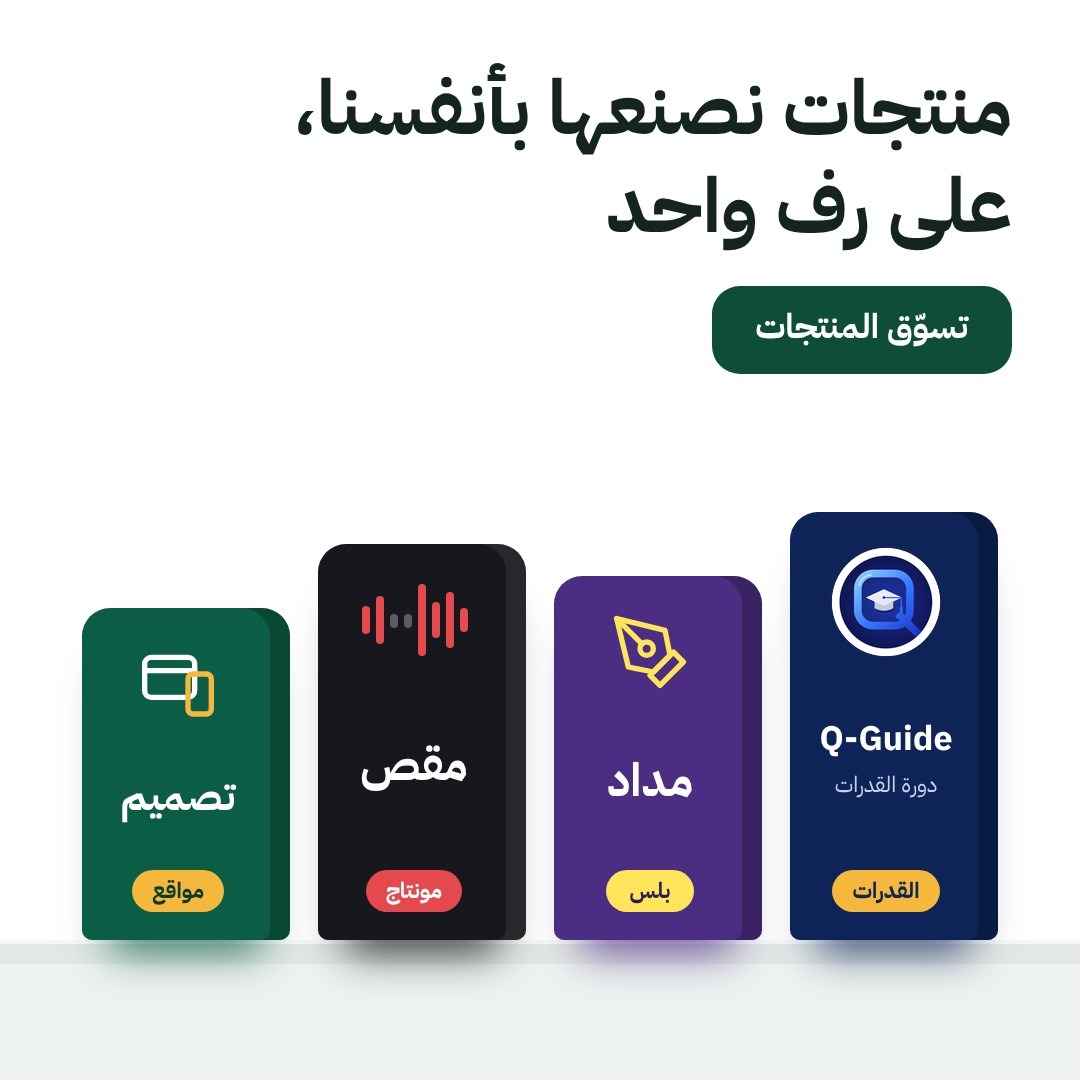 منتجات نصنعها بأنفسنا،
على رف واحد
تسوّق المنتجات
Q-Guide
دورة القدرات
القدرات
مداد
بلس
مقص
مونتاج
تصميم
مواقع